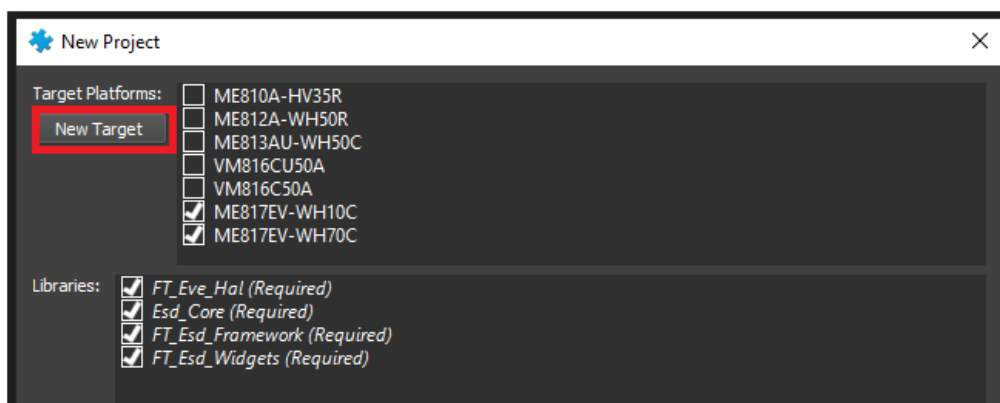 New Project
Target Platforms:
New Target
ME810A-HV35R
ME812A-WH50R
ME813AU-WH50C
VM816CU50A
VM816C50A
ME817EV-WH10C
ME817EV-WH70C
Libraries:
FT_Eve_Hal (Required)
Esd_Core (Required)
FT_Esd_Framework (Required)
FT_Esd_Widgets (Required)